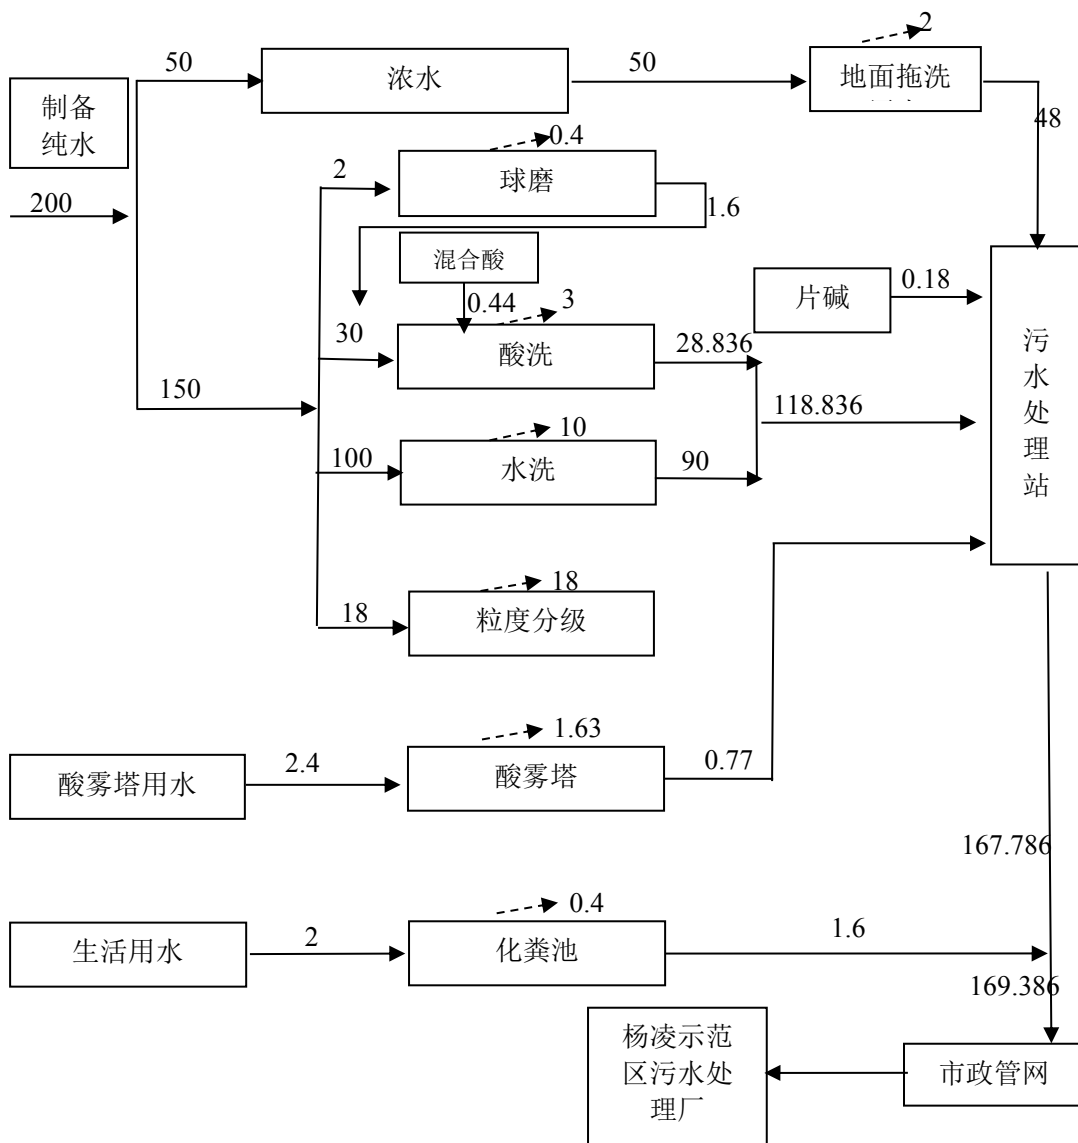 2
50
浓水
50
地面拖洗
制备
纯水
48
0.4
2
球磨
200
1.6
混合酸
片碱
0.18
0.44
3
30
酸洗
28.836
污
水
处
理
站
150
118.836
10
100
水洗
90
18
18
粒度分级
1.63
酸雾塔用水
2.4
酸雾塔
0.77
167.786
0.4
生活用水
2
化粪池
1.6
169.386
杨凌示范
区污水处
理厂
市政管网